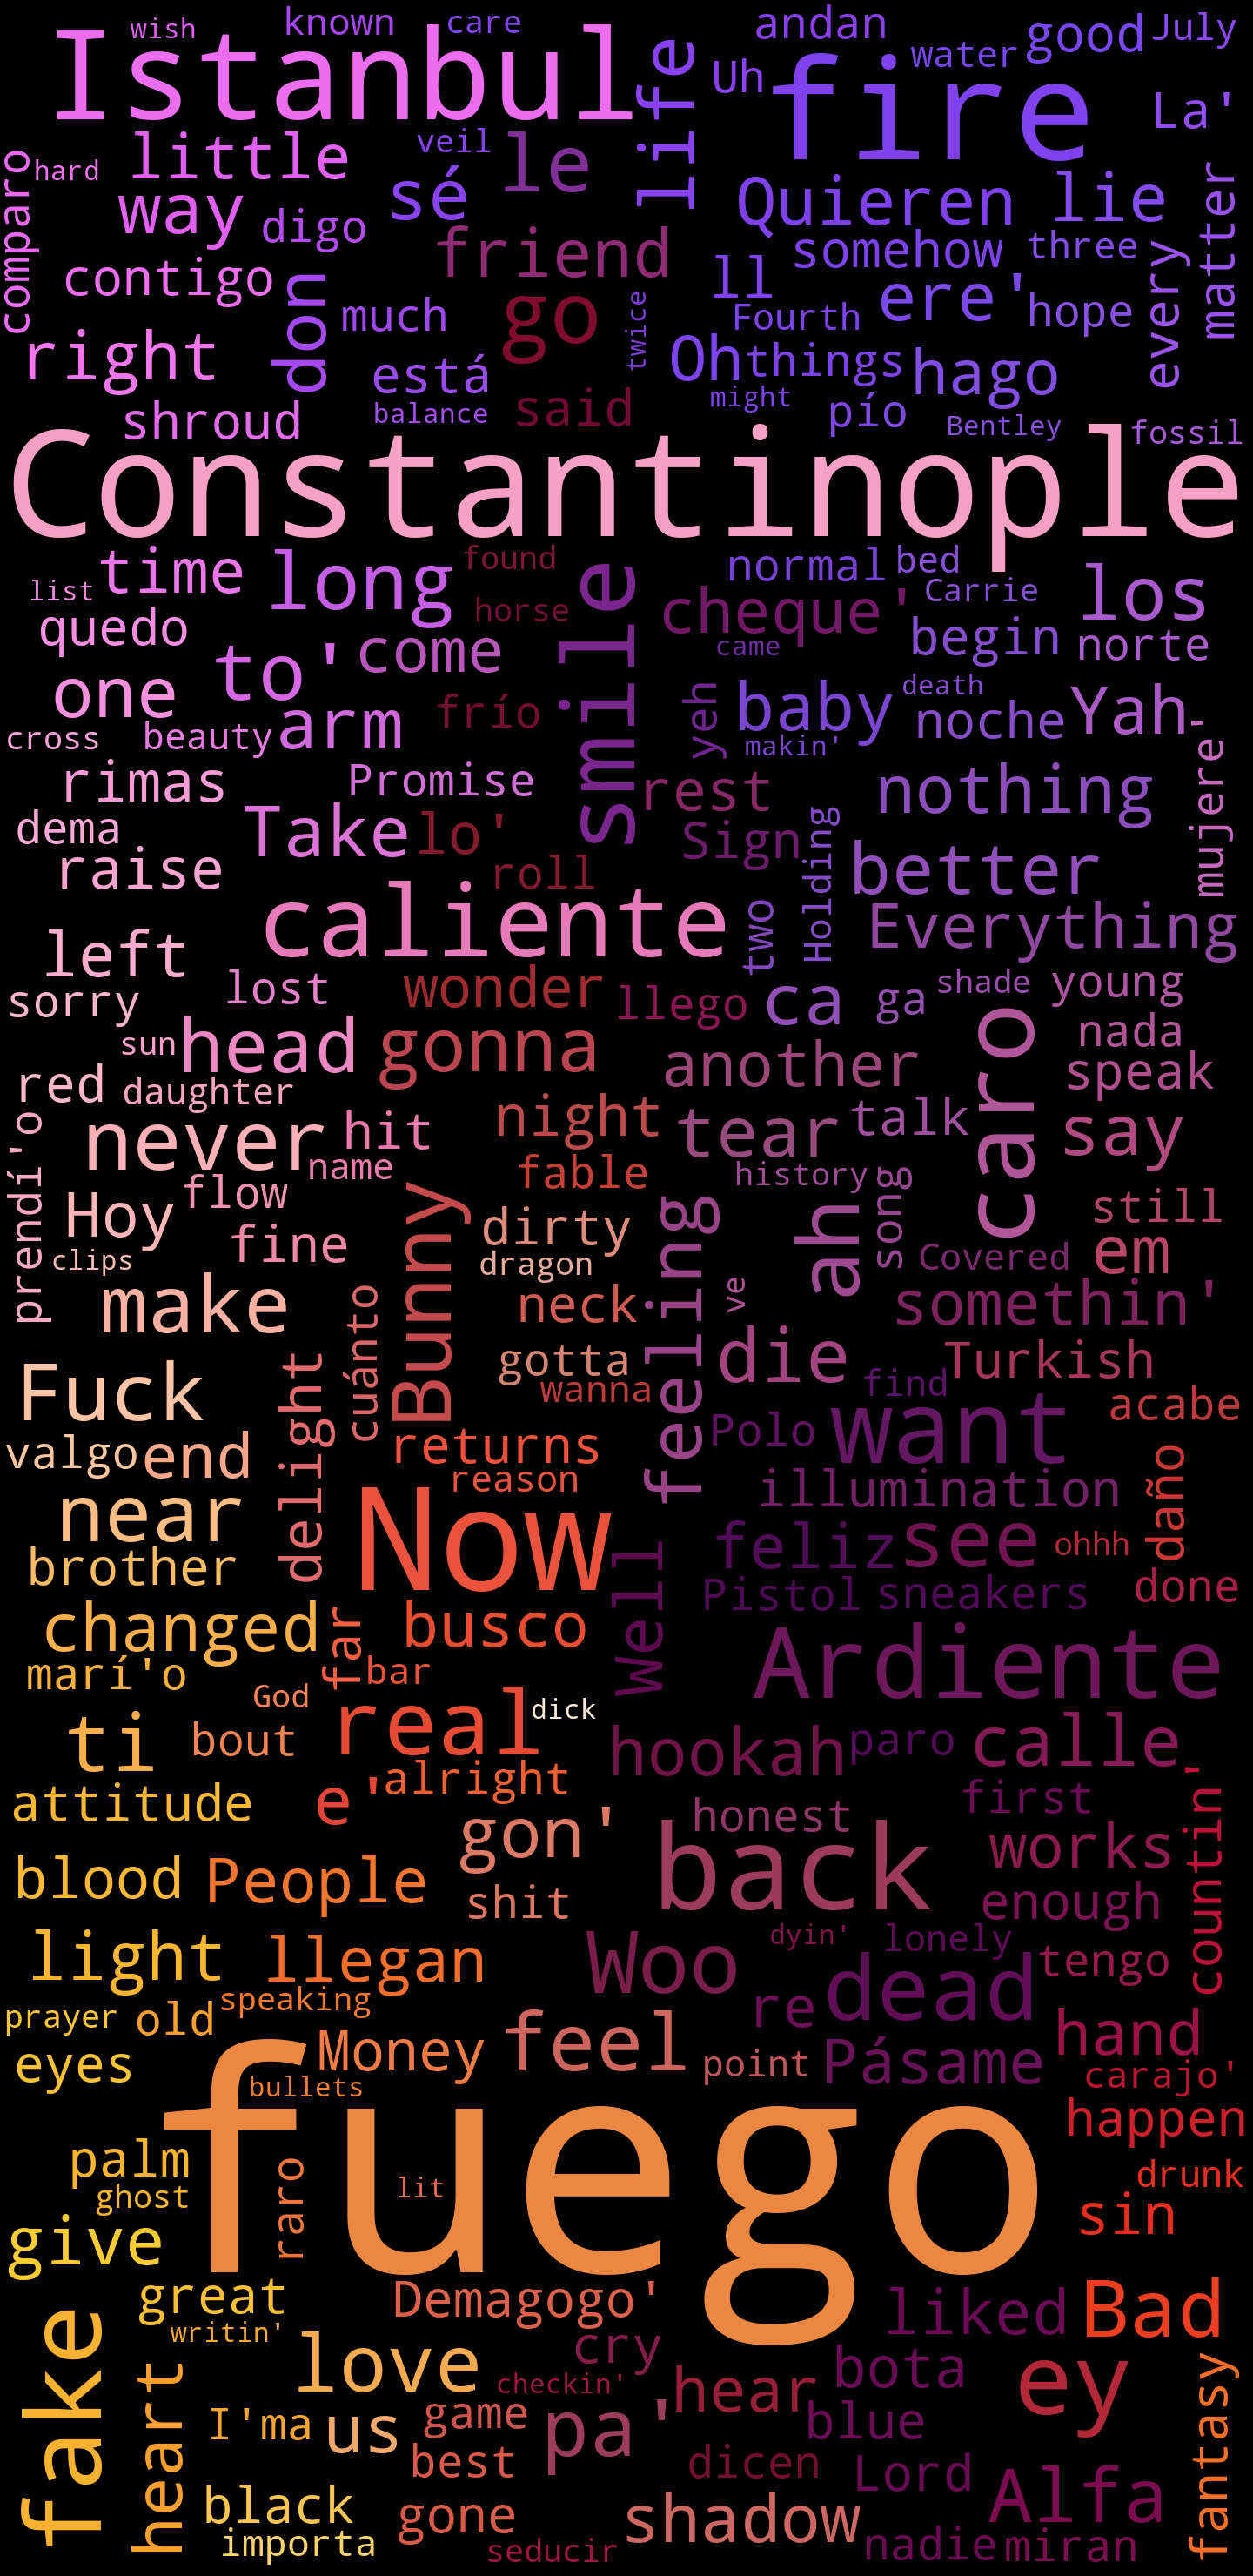 wish
known
care
andan
good
July
Istanbul
life
Uh
water
fire
La'
comparo
hard
little
veil
le
way
digo
sé
Quieren
lie
matter
contigo
friend
somehow
three
every
don
much
go
twice
ll
Fourth
ere'
hope
right
está
Oh
things
hago
shroud
balance
said
might
pío
Bentley
fossil
Constantinople
time
long
found
smile
normal
bed
los
list
horse
cheque'
Carrie
quedo
to'
come
came
begin
norte
one
arm
frío
yeh
baby
death
Yah
cross
beauty
makin'
noche
mujere'
rimas
Promise
rest
nothing
dema
Take
lo'
Sign
Holding
raise
roll
better
caliente
two
Everything
left
sorry
lost
wonder
llego
ca
ga
shade
young
sun
head
gonna
caro
nada
red
daughter
another
speak
prendí'o
never
hit
night
tear
talk
say
name
fable
history
Hoy
flow
Bunny
feeling
ah
song
still
clips
fine
dirty
dragon
Covered
em
make
cuánto
neck
ve
somethin'
Fuck
delight
gotta
die
Turkish
wanna
find
acabe
valgo
end
returns
Polo
want
reason
illumination
daño
near
Now
Well
feliz
see
ohhh
brother
Pistol
sneakers
done
changed
far
busco
marí'o
bar
Ardiente
God
real
dick
ti
bout
hookah
paro
calle
attitude
e'
alright
honest
first
countin'
gon'
back
works
blood
People
shit
enough
light
llegan
Woo
dyin'
lonely
tengo
speaking
re
dead
prayer
old
Money
feel
point
Pásame
hand
eyes
bullets
carajo'
fuego
happen
palm
ghost
raro
lit
drunk
give
sin
fake
great
Demagogo'
liked
Bad
writin'
cry
heart
love
checkin'
hear
bota
ey
fantasy
I'ma
us
game
pa'
blue
best
dicen
Lord
Alfa
black
gone
shadow
importa
seducir
nadie
miran